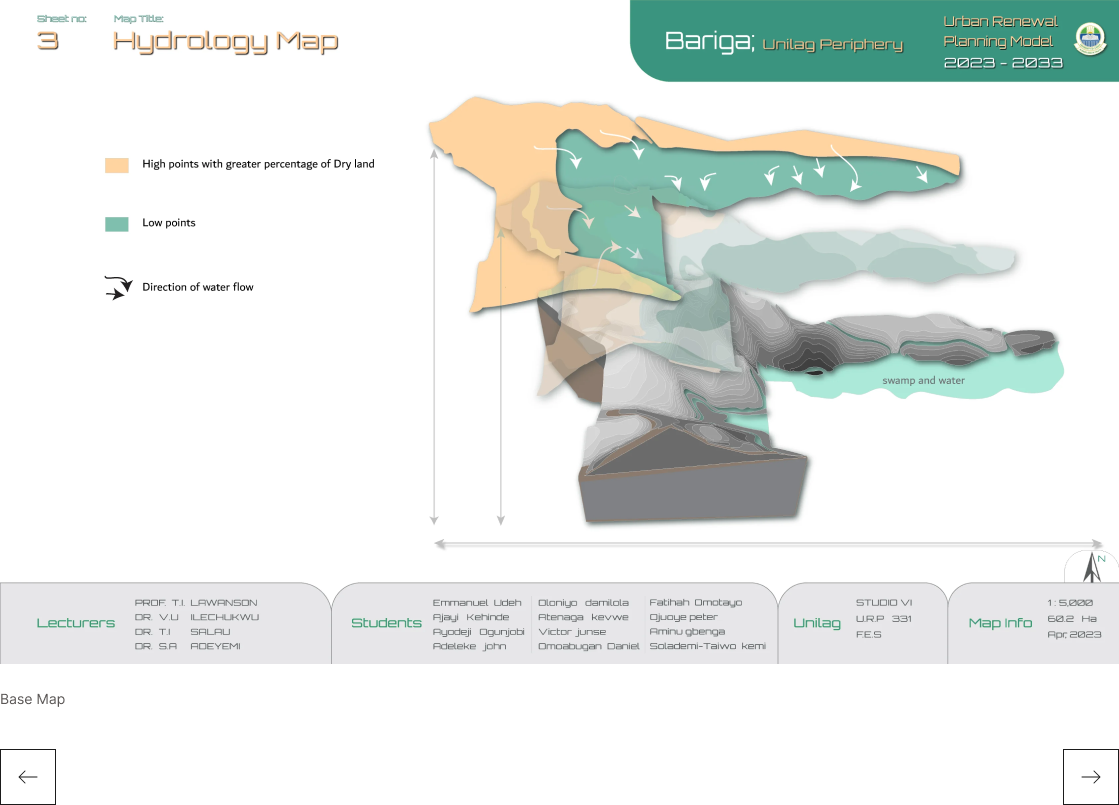 Sheet no:
3
Map Title:
Hydrology Map
Bariga; Unilag Periphery
Urban Renewal
Planning Model
2023 - 2033
High points with greater percentage of Dry land
Low points
Direction of water flow
swamp and water
N
Lecturers
PROF. T.I. LAWANSON
DR. V.U ILECHUKWU
DR. T.I SALAU
DR. S.A ADEYEMI
Students
Emmanuel Udeh
Ajayi Kehinde
Ayodeji Ogunjobi
Adeleke john
Oloniyo damilola
Atenaga kevwe
Victor junse
Omoabugan Daniel
Fatihah Omotayo
Ojuoye peter
Aminu gbenga
Solademi-Taiwo kemi
Unilag
STUDIO VI
U.R.P 331
F.E.S
Map Info
1 : 5,000
60.2 Ha
Apr, 2023
Base Map